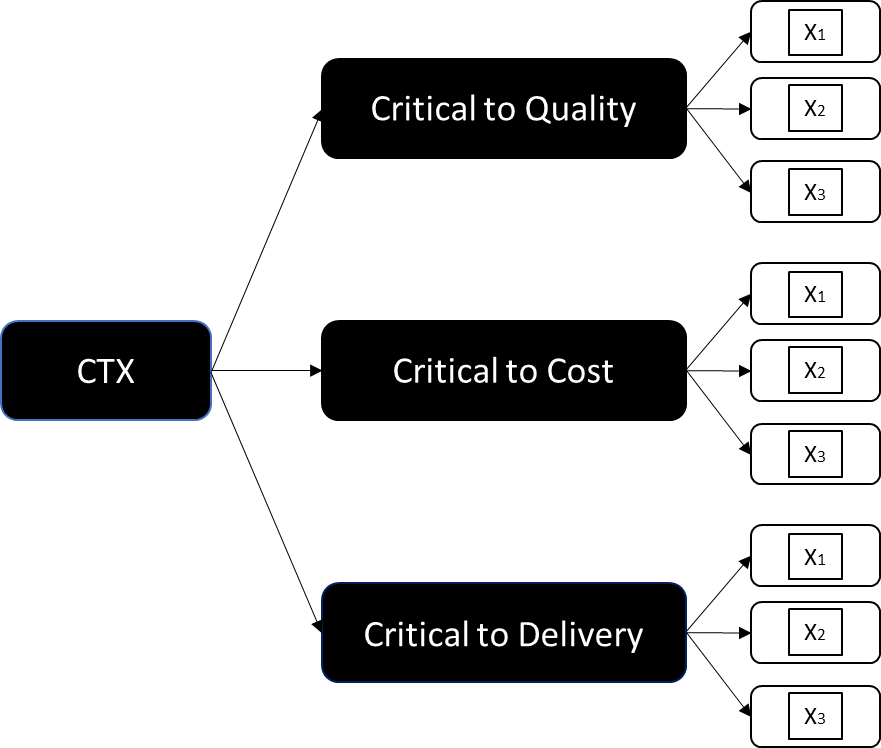 CTX
Critical to Quality
X1
X2
X3
Critical to Cost
X1
X2
X3
Critical to Delivery
X1
X2
X3